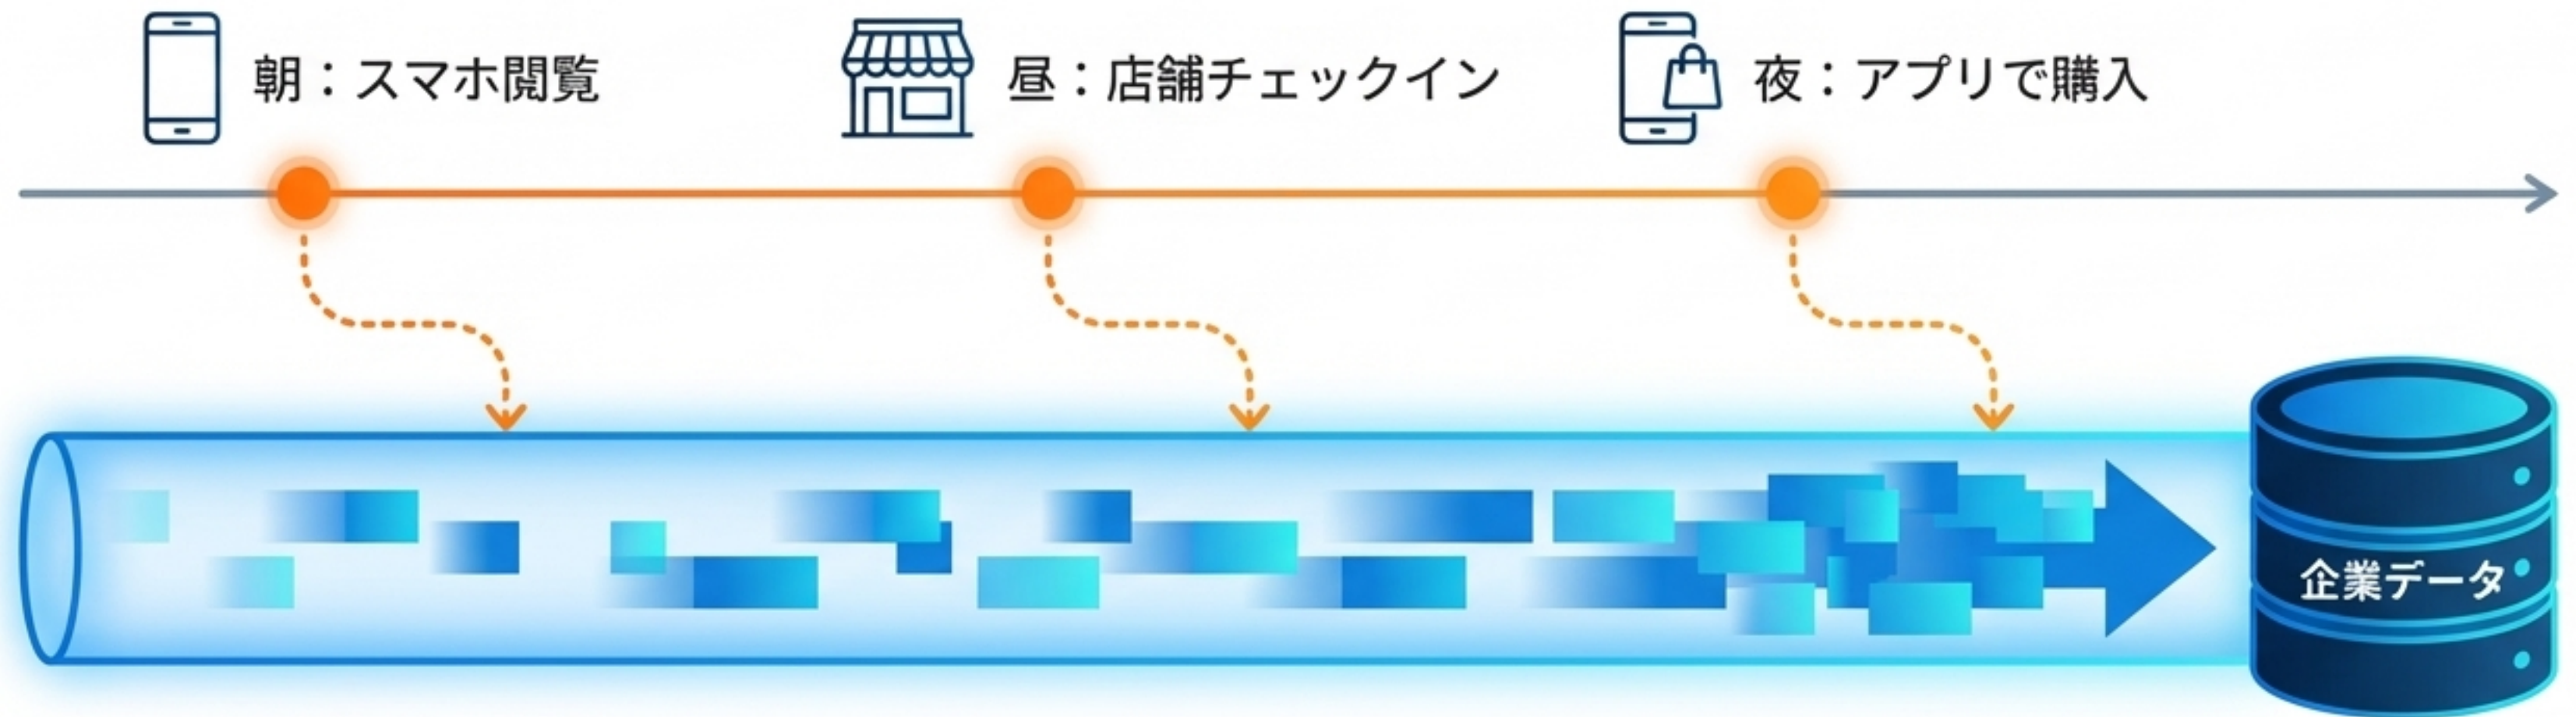 朝：スマホ閲覧
昼：店舗チェックイン
夜：アプリで購入
企業データ